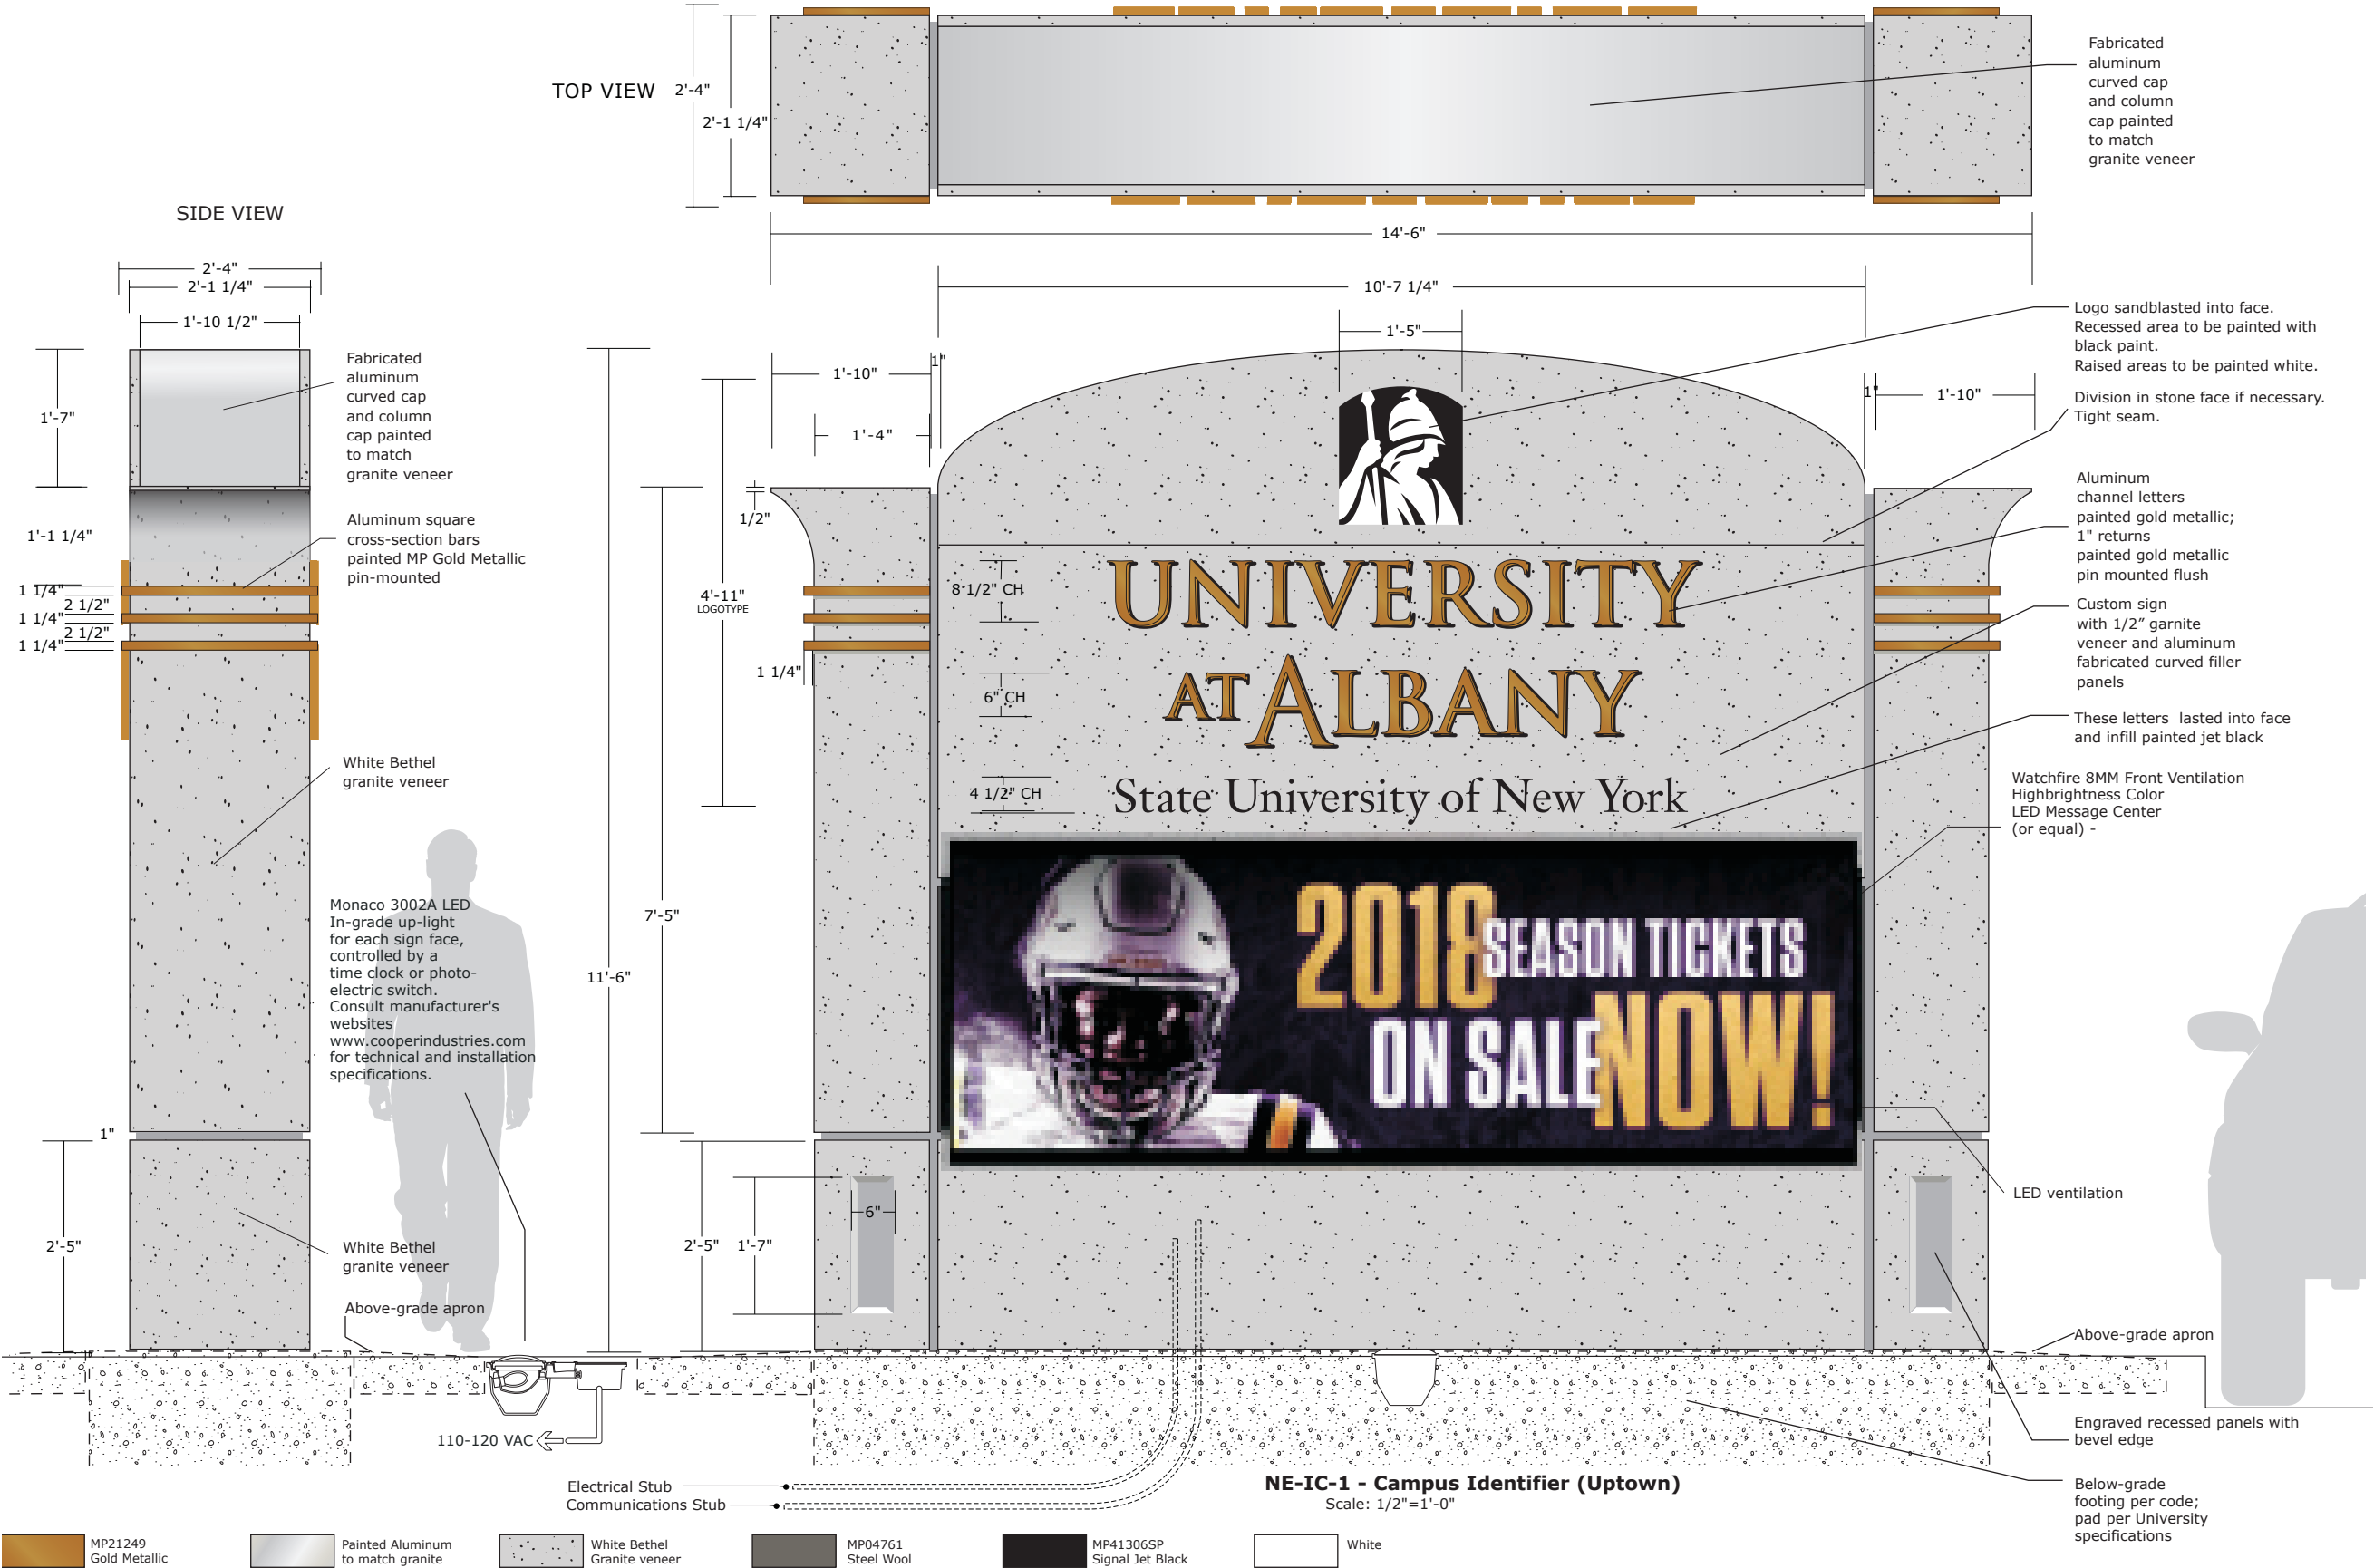 TOP VIEW
2'-4"
2'-1 1/4"
Fabricated
aluminum
curved cap
and column
cap painted
to match
granite veneer
14'-6"
SIDE VIEW
2'-4"
2'-1 1/4"
1'-10 1/2"
1'-7"
Fabricated
aluminum
curved cap
and column
cap painted
to match
granite veneer
1'-1 1/4"
Aluminum square
cross-section bars
painted MP Gold Metallic
pin-mounted
1 1/4"
2 1/2"
1 1/4"
2 1/2"
1 1/4"
White Bethel
granite veneer
Monaco 3002A LED
In-grade up-light
for each sign face,
controlled by a
time clock or photo-
electric switch.
Consult manufacturer's
websites
www.cooperindustries.com
for technical and installation
specifications.
1"
2'-5"
White Bethel
granite veneer
Above-grade apron
110-120 VAC
11'-6"
7'-5"
4'-11"
LOGOTYPE
2'-5"
1'-7"
6"
10'-7 1/4"
1'-5"
1'-10"
1"
1'-4"
1/2"
1 1/4"
1"
1'-10"
8 1/2" CH
6" CH
4 1/2" CH
UNIVERSITY
AT ALBANY
State University of New York
2018 SEASON TICKETS
ON SALE NOW!
Logo sandblasted into face.
Recessed area to be painted with
black paint.
Raised areas to be painted white.
Division in stone face if necessary.
Tight seam.
Aluminum
channel letters
painted gold metallic;
1" returns
painted gold metallic
pin mounted flush
Custom sign
with 1/2” garnite
veneer and aluminum
fabricated curved filler
panels
These letters lasted into face
and infill painted jet black
Watchfire 8MM Front Ventilation
Highbrightness Color
LED Message Center
(or equal) -
LED ventilation
Above-grade apron
Engraved recessed panels with
bevel edge
Below-grade
footing per code;
pad per University
specifications
Electrical Stub
Communications Stub
NE-IC-1 - Campus Identifier (Uptown)
Scale: 1/2"=1'-0"
MP21249
Gold Metallic
Painted Aluminum
to match granite
White Bethel
Granite veneer
MP04761
Steel Wool
MP41306SP
Signal Jet Black
White